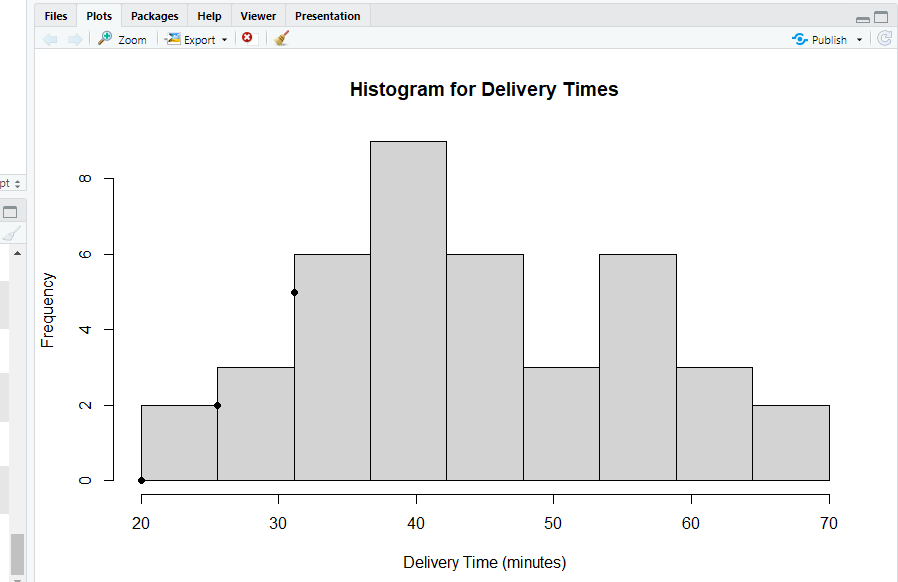 Files Plots Packages Help Viewer Presentation
Zoom Export Publish
Histogram for Delivery Times
pt
Frequency
8
6
4
2
0
20 30 40 50 60 70
Delivery Time (minutes)